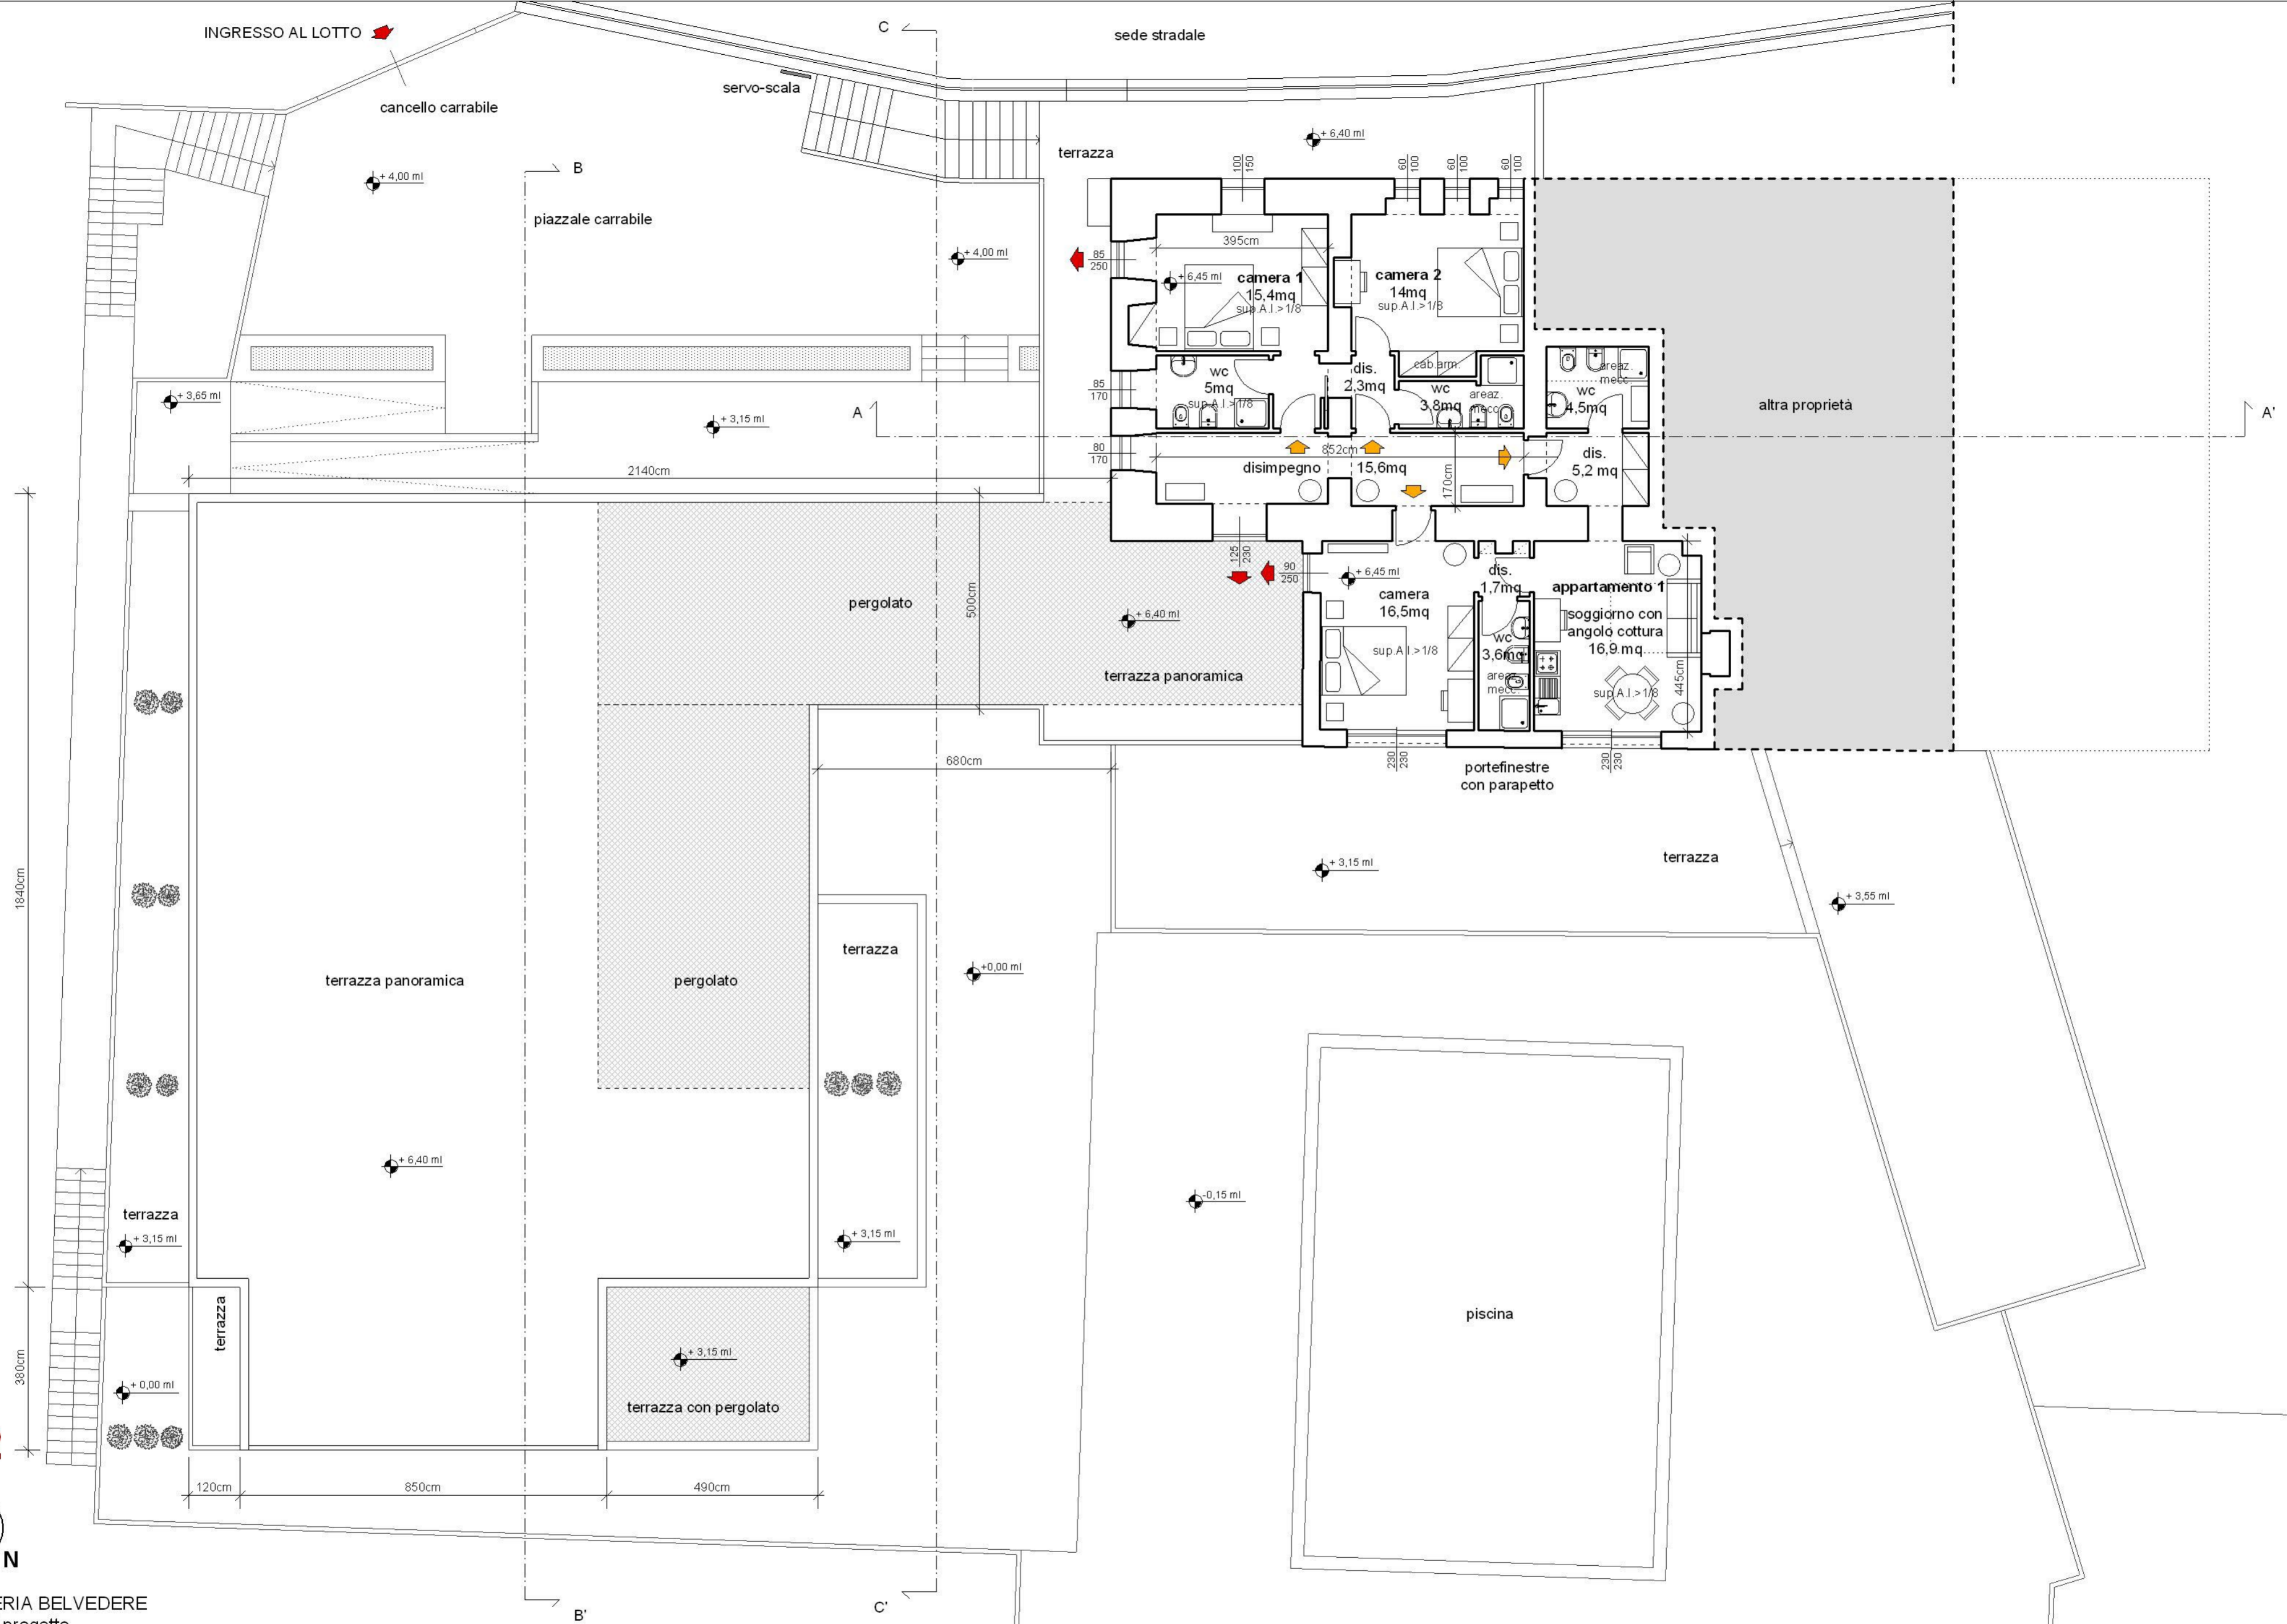 INGRESSO AL LOTTO
cancello carrabile
C
sede stradale
servo-scala
B
+ 4,00 ml
piazzale carrabile
+ 4,00 ml
terrazza
+ 6,40 ml
100
150
60
100
60
100
60
100
85
250
395cm
+ 6,45 ml
camera 1
15,4mq
sup.A.I.>1/8
camera 2
14mq
sup.A.I.>1/8
+ 3,65 ml
+ 3,15 ml
A
85
170
wc
5mq
sup.A.I.>1/8
dis.
2,3mq
cab.arm.
wc
3,8mq
areaz.
mecc.
areaz.
mecc.
wc
4,5mq
altra proprietà
A'
80
170
2140cm
852cm
disimpegno
15,6mq
170cm
dis.
5,2 mq
125
230
90
250
+ 6,45 ml
camera
16,5mq
sup.A.I.>1/8
dis.
1,7mq
wc
3,6mq
areaz.
mecc.
appartamento 1
soggiorno con
angolo cottura
16,9 mq
sup.A.I.>1/8
445cm
pergolato
500cm
+ 6,40 ml
terrazza panoramica
680cm
230
230
230
230
portefinestre
con parapetto
1840cm
+ 3,15 ml
terrazza
+ 3,55 ml
terrazza
+0,00 ml
terrazza panoramica
pergolato
+ 6,40 ml
-0,15 ml
terrazza
+ 3,15 ml
+ 3,15 ml
piscina
terrazza
380cm
+ 0,00 ml
+ 3,15 ml
terrazza con pergolato
120cm
850cm
490cm
N
ERIA BELVEDERE
progetto
B'
C'